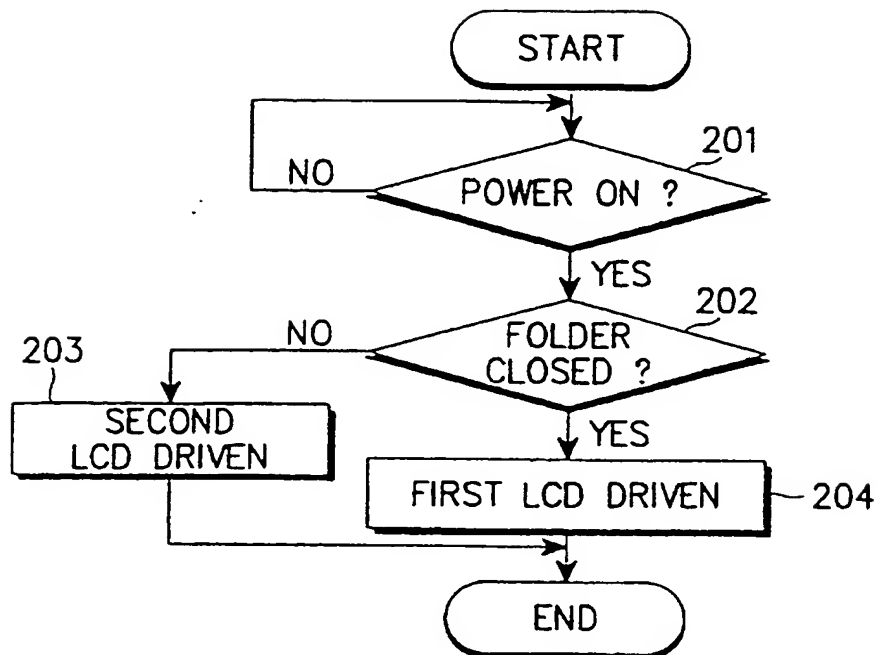 START
201
NO
POWER ON ?
YES
202
NO
FOLDER
CLOSED ?
203
SECOND
LCD DRIVEN
YES
FIRST LCD DRIVEN
204
END